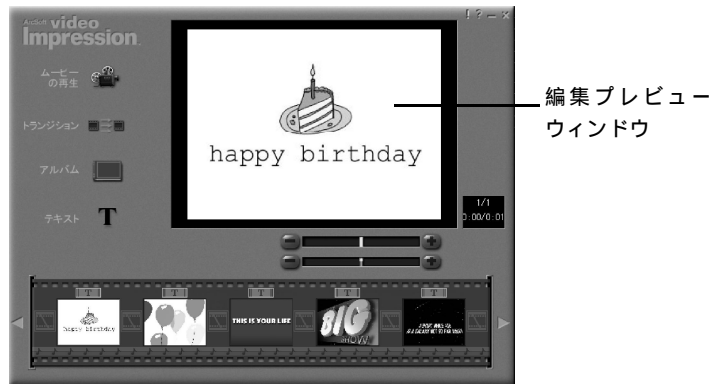 ArcSoft video
Impression
! ? – ×
ムービー
の再生
トランジション
アルバム
テキスト T
happy birthday
編集プレビュー
ウィンドウ
1/1
0:00/0:01
T T T T T
happy birthday
THIS IS YOUR LIFE
BIG
SHOW